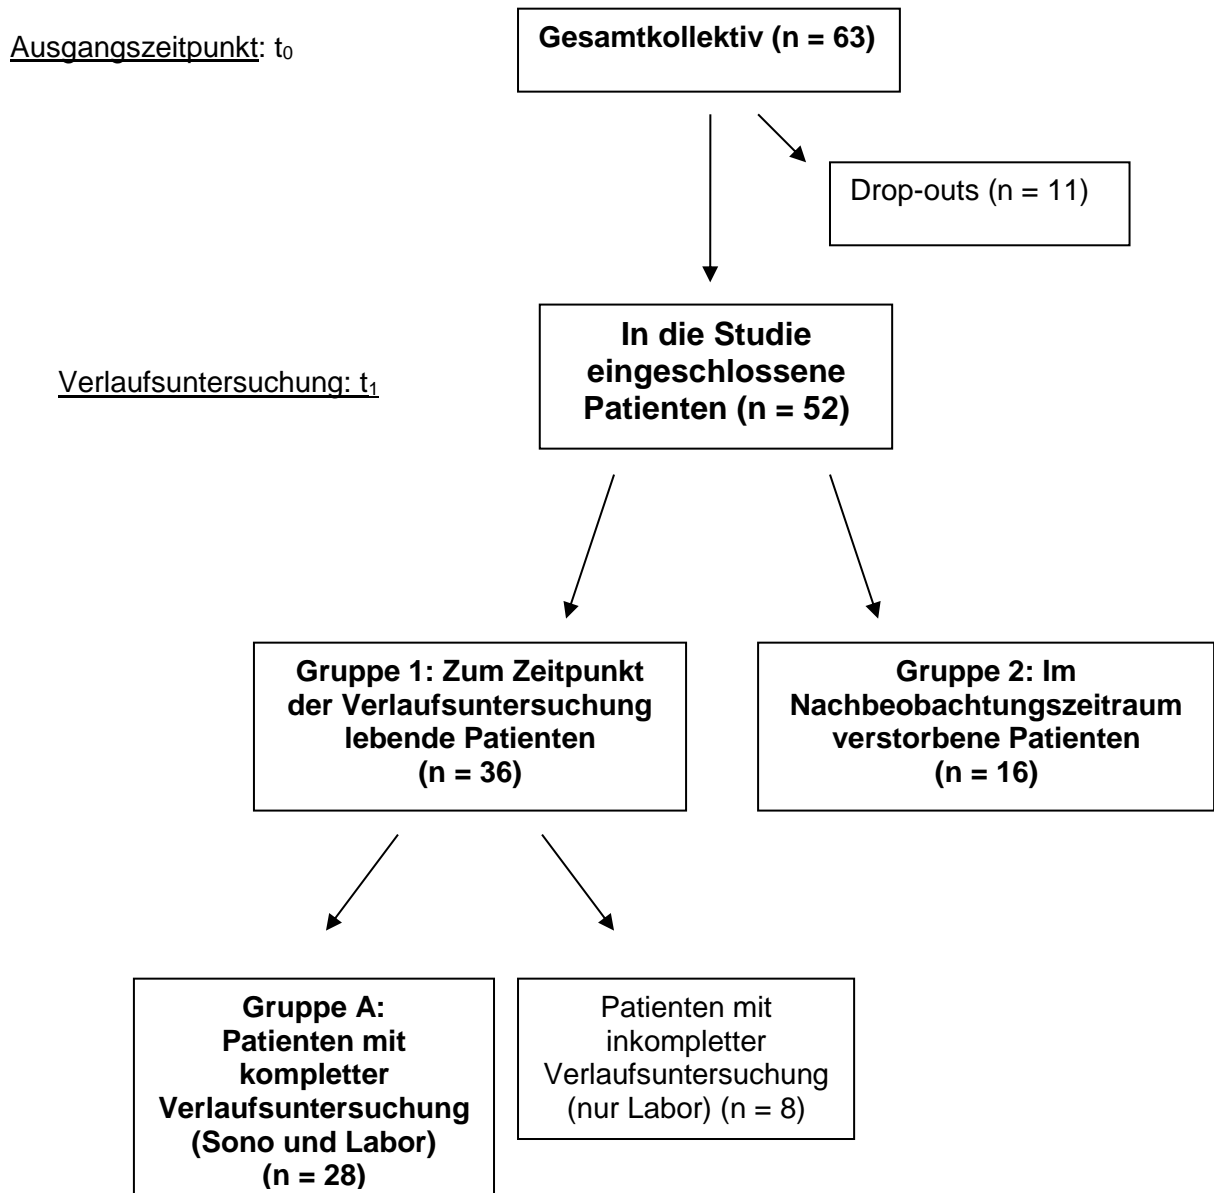 Gesamtkollektiv (n = 63)
Ausgangszeitpunkt: t₀
Drop-outs (n = 11)
In die Studie
eingeschlossene
Patienten (n = 52)
Verlaufsuntersuchung: t₁
Gruppe 1: Zum Zeitpunkt
der Verlaufsuntersuchung
lebende Patienten
(n = 36)
Gruppe 2: Im
Nachbeobachtungszeitraum
verstorbene Patienten
(n = 16)
Gruppe A:
Patienten mit
kompletter
Verlaufsuntersuchung
(Sono und Labor)
(n = 28)
Patienten mit
inkompletter
Verlaufsuntersuchung
(nur Labor) (n = 8)